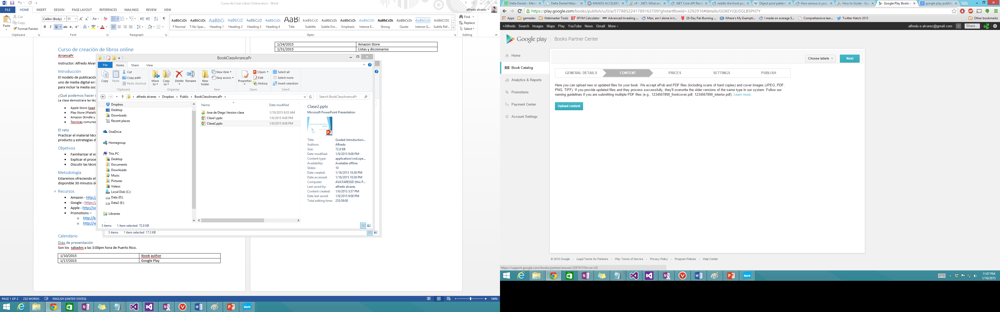 Curso de Crear Libros Online.docx - Word
FILE HOME INSERT DESIGN PAGE LAYOUT REFERENCES MAILINGS REVIEW VIEW
alfredo alvarez
Paste
Cut
Copy
Format Painter
Clipboard
Calibri (Body) 11
Font
Paragraph
AaBbCcDc AaBbCcDc AaBbCc AaBbCcD AaBbCcD AaBbCcDc AaBl AaBbCcD AaBbCcDc AaBbCcDc AaBbCcDc AaBbCcDc AaBbCcDc AaBbCcDc AABBCCDC
¶ Normal ¶ No Spac... Heading 1 Heading 2 Heading 3 Heading 4 Title Subtitle Subtle Em... Emphasis Intense E... Strong Quote Intense Q... Subtle Ref...
Styles
Find
Replace
Select
Editing
Curso de creación de libros online
ArrancaPr
Instructor: Alfredo Alvar
Introducción
El modelo de publicación
uno de media digital en
para incluir la media soc
¿Qué podemos hacer
La clase demostrara las téc
• Apple Store (Ipad
• Play Store (Platafo
• Amazon (Kindle y
• Tecnicas comunes
El reto
Practicar el material técn
producto y estrategias d
Objetivos
• Familiarizar el es
• Explicar el proce
• Discutir las técni
Metodología
Estaremos ofreciendo el
disponible 30 minutos de
Recursos
• Amazon - http://
• Google - https://
• Apple - http://w
• Promotions –
o http://ka
o http://w
Calendario
Dias de presentación
Son los sabados a las 3:00pm hora de Puerto Rico.
1/10/2015 Ibook author
1/17/2015 Google Play
1/24/2015 Amazon Store
1/31/2015 Listas y diccionarios
BookClassArrancaPr
File Home Share View
Copy Paste
Cut
Copy path
Paste shortcut
Clipboard
Move to
Copy to
Delete Rename
Organize
New folder
New item
Easy access
New
Properties
Open
Edit
History
Open
Select all
Select none
Invert selection
Select
alfredo alvarez Dropbox Public BookClassArrancaPr
Search BookClassArrancaPr
Dropbox
Desktop
Downloads
Recent places
OneDrive
Homegroup
This PC
Desktop
Documents
Downloads
Music
Pictures
Videos
Local Disk (C:)
Data (D:)
Data2 (E:)
Libraries
Name Date modified
Jose de Diego Version clase 1/10/2015 9:55 AM
Clase1.pptx 1/8/2015 9:08 PM
Clase2.pptx 1/8/2015 9:08 PM
Clase2.pptx
Microsoft PowerPoint Presentation
Title: Guided Introduction...
Authors: Alfredo
Size: 72.8 KB
Date modified: 1/8/2015 9:08 PM
Content type: application/vnd.ope...
Availability: Available offline
Slides: 10
Date created: 1/16/2015 10:38 PM
Date accessed: 1/16/2015 10:38 PM
Computer: AVATARESSD (this P...
Last saved by: alfredo alvarez
Content created: 1/6/2013 3:57 PM
Date last saved: 1/8/2015 9:08 PM
Total editing time: 253:59:00
3 items 1 item selected 72.8 KB
3 items 1 item selected 17.3 KB
PAGE 1 OF 2 232 WORDS ENGLISH (UNITED STATES)
100%
blurb
Delta Dental - Mem
Delta Dental Mass -
MANOS ACCELERA
c# - .NET: What are
.NET Core API Revie
reddit: the front pag
Object pool pattern
How serious is your
How to Guide - Goo
Google Play Books
google play publish
https://play.google.com/books/publish/u/0/a/5778852241789163709?ghstartflowid=3292916#details/GGKEY:QUSGLB5PH7Y
Apps gamedev Webmaster Tools IIFYM Calculator Advanced Investing ... Man, am I alone in t... 28-Day Fat-Burning ... Where's My Exempti... I made on average $... Comprehensive lear... Twitter Hatch 2015 Other bookmarks
+Alfredo Search Images Maps Play YouTube News Gmail More
alfredo.e.alvarez@gmail.com 0 Share...
Google play Books Partner Center
Home
Book Catalog
Analytics & Reports
Promotions
Payment Center
Account Settings
Choose labels Next
GENERAL DETAILS CONTENT PRICES SETTINGS PUBLISH
Here you can upload new or updated files for your book. We accept ePub and PDF files (including scans of hard copies) and cover images (JPEG, PDF,
PNG, TIFF). If you provide updated files and they process successfully, they'll overwrite the older versions of the same type in our system. Follow our
naming guidelines if you are submitting multiple PDF files (e.g., 1234567890_frontcover.pdf, 1234567890_interior.pdf). Learn more.
Upload content
© 2015 Google - Legal Terms for Partners - Play Terms of Service - Privacy Policy - Program Policies - Help Center
https://support.google.com/books/partner/answer/3297415?hl=en-US
blurb
11:07 PM
1/16/2015